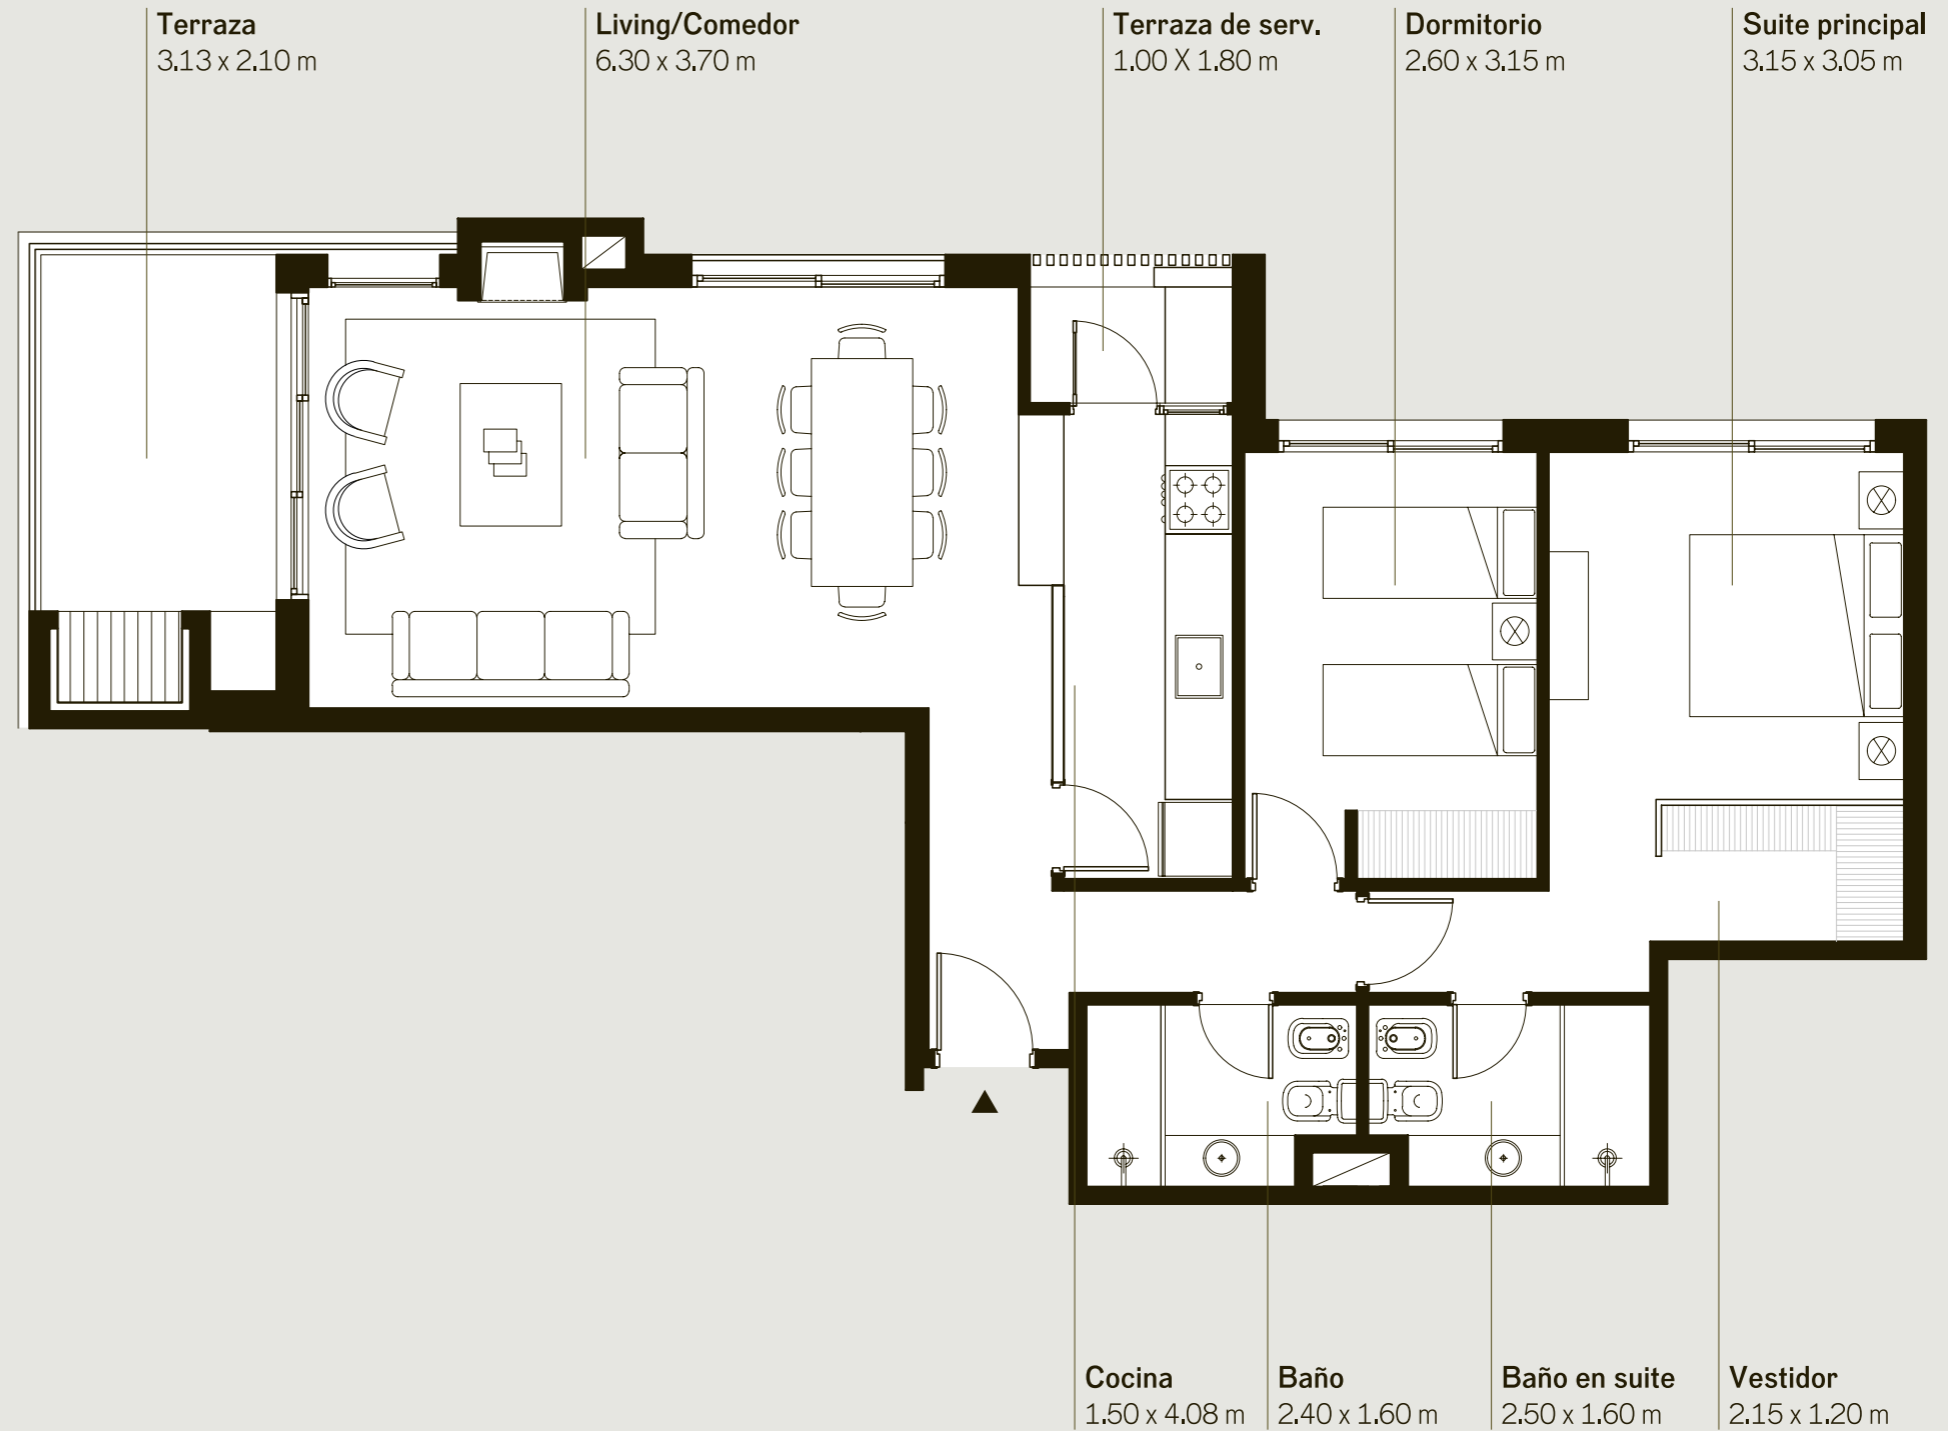 Terraza
3.13 x 2.10 m
Living/Comedor
6.30 x 3.70 m
Terraza de serv.
1.00 X 1.80 m
Dormitorio
2.60 x 3.15 m
Suite principal
3.15 x 3.05 m
Cocina
1.50 x 4.08 m
Baño
2.40 x 1.60 m
Baño en suite
2.50 x 1.60 m
Vestidor
2.15 x 1.20 m